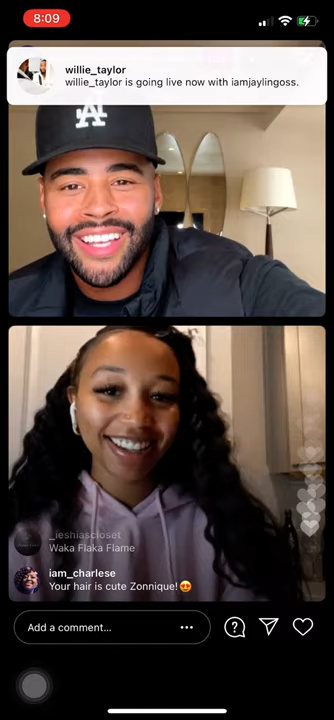 8:09
willie_taylor
willie_taylor is going live now with iamjaylingoss.
LA
_ieshiascloset
Waka Flaka Flame
iam_charlese
Your hair is cute Zonnique!😍
Add a comment...